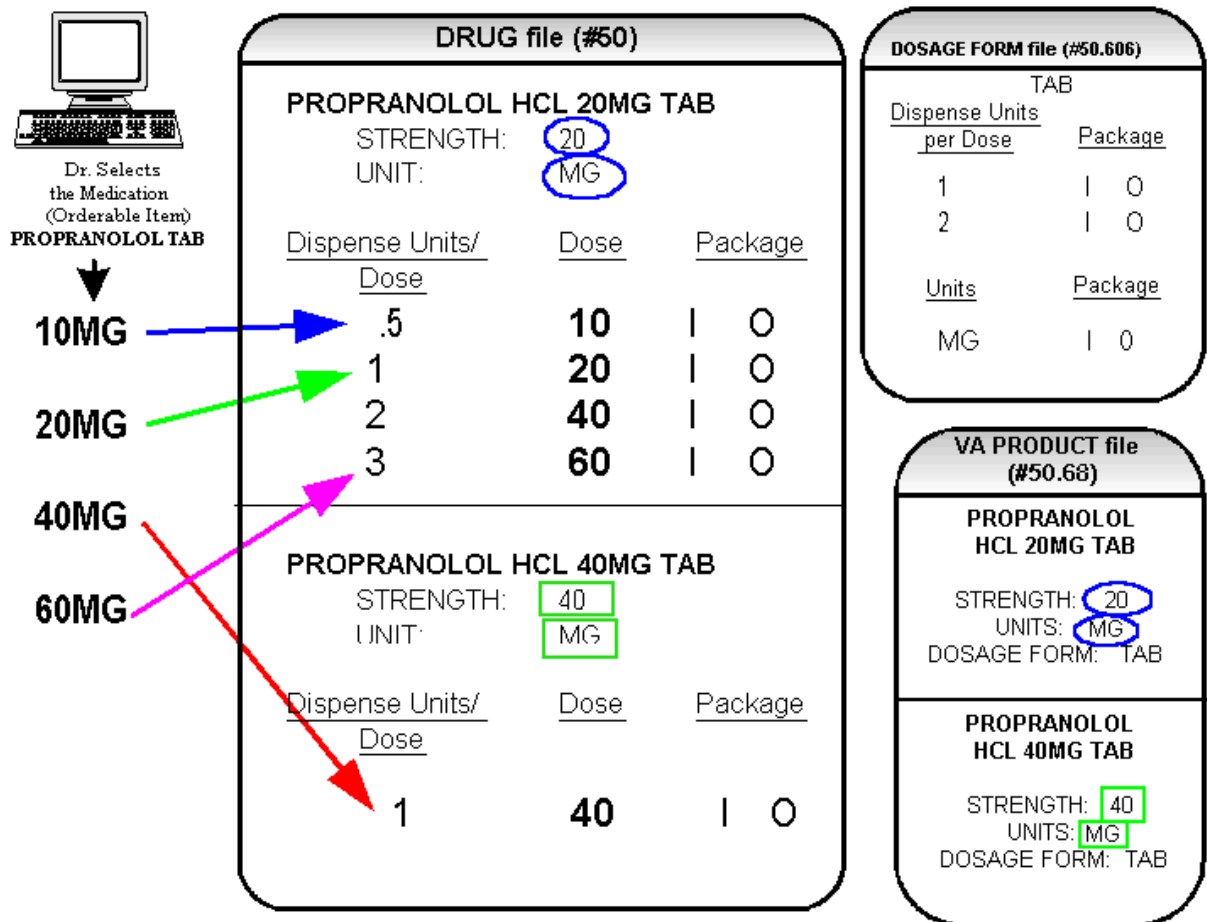 Dr. Selects
the Medication
(Orderable Item)
PROPRANOLOL TAB
10MG
20MG
40MG
60MG
DRUG file (#50)
PROPRANOLOL HCL 20MG TAB
STRENGTH: 20
UNIT: MG
Dispense Units/ Dose Package
Dose
.5 10 I O
1 20 I O
2 40 I O
3 60 I O
PROPRANOLOL HCL 40MG TAB
STRENGTH: 40
UNIT: MG
Dispense Units/ Dose Package
Dose
1 40 I O
DOSAGE FORM file (#50.606)
TAB
Dispense Units
per Dose Package
1 I O
2 I O
Units Package
MG I 0
VA PRODUCT file
(#50.68)
PROPRANOLOL
HCL 20MG TAB
STRENGTH: 20
UNITS: MG
DOSAGE FORM: TAB
PROPRANOLOL
HCL 40MG TAB
STRENGTH: 40
UNITS: MG
DOSAGE FORM: TAB